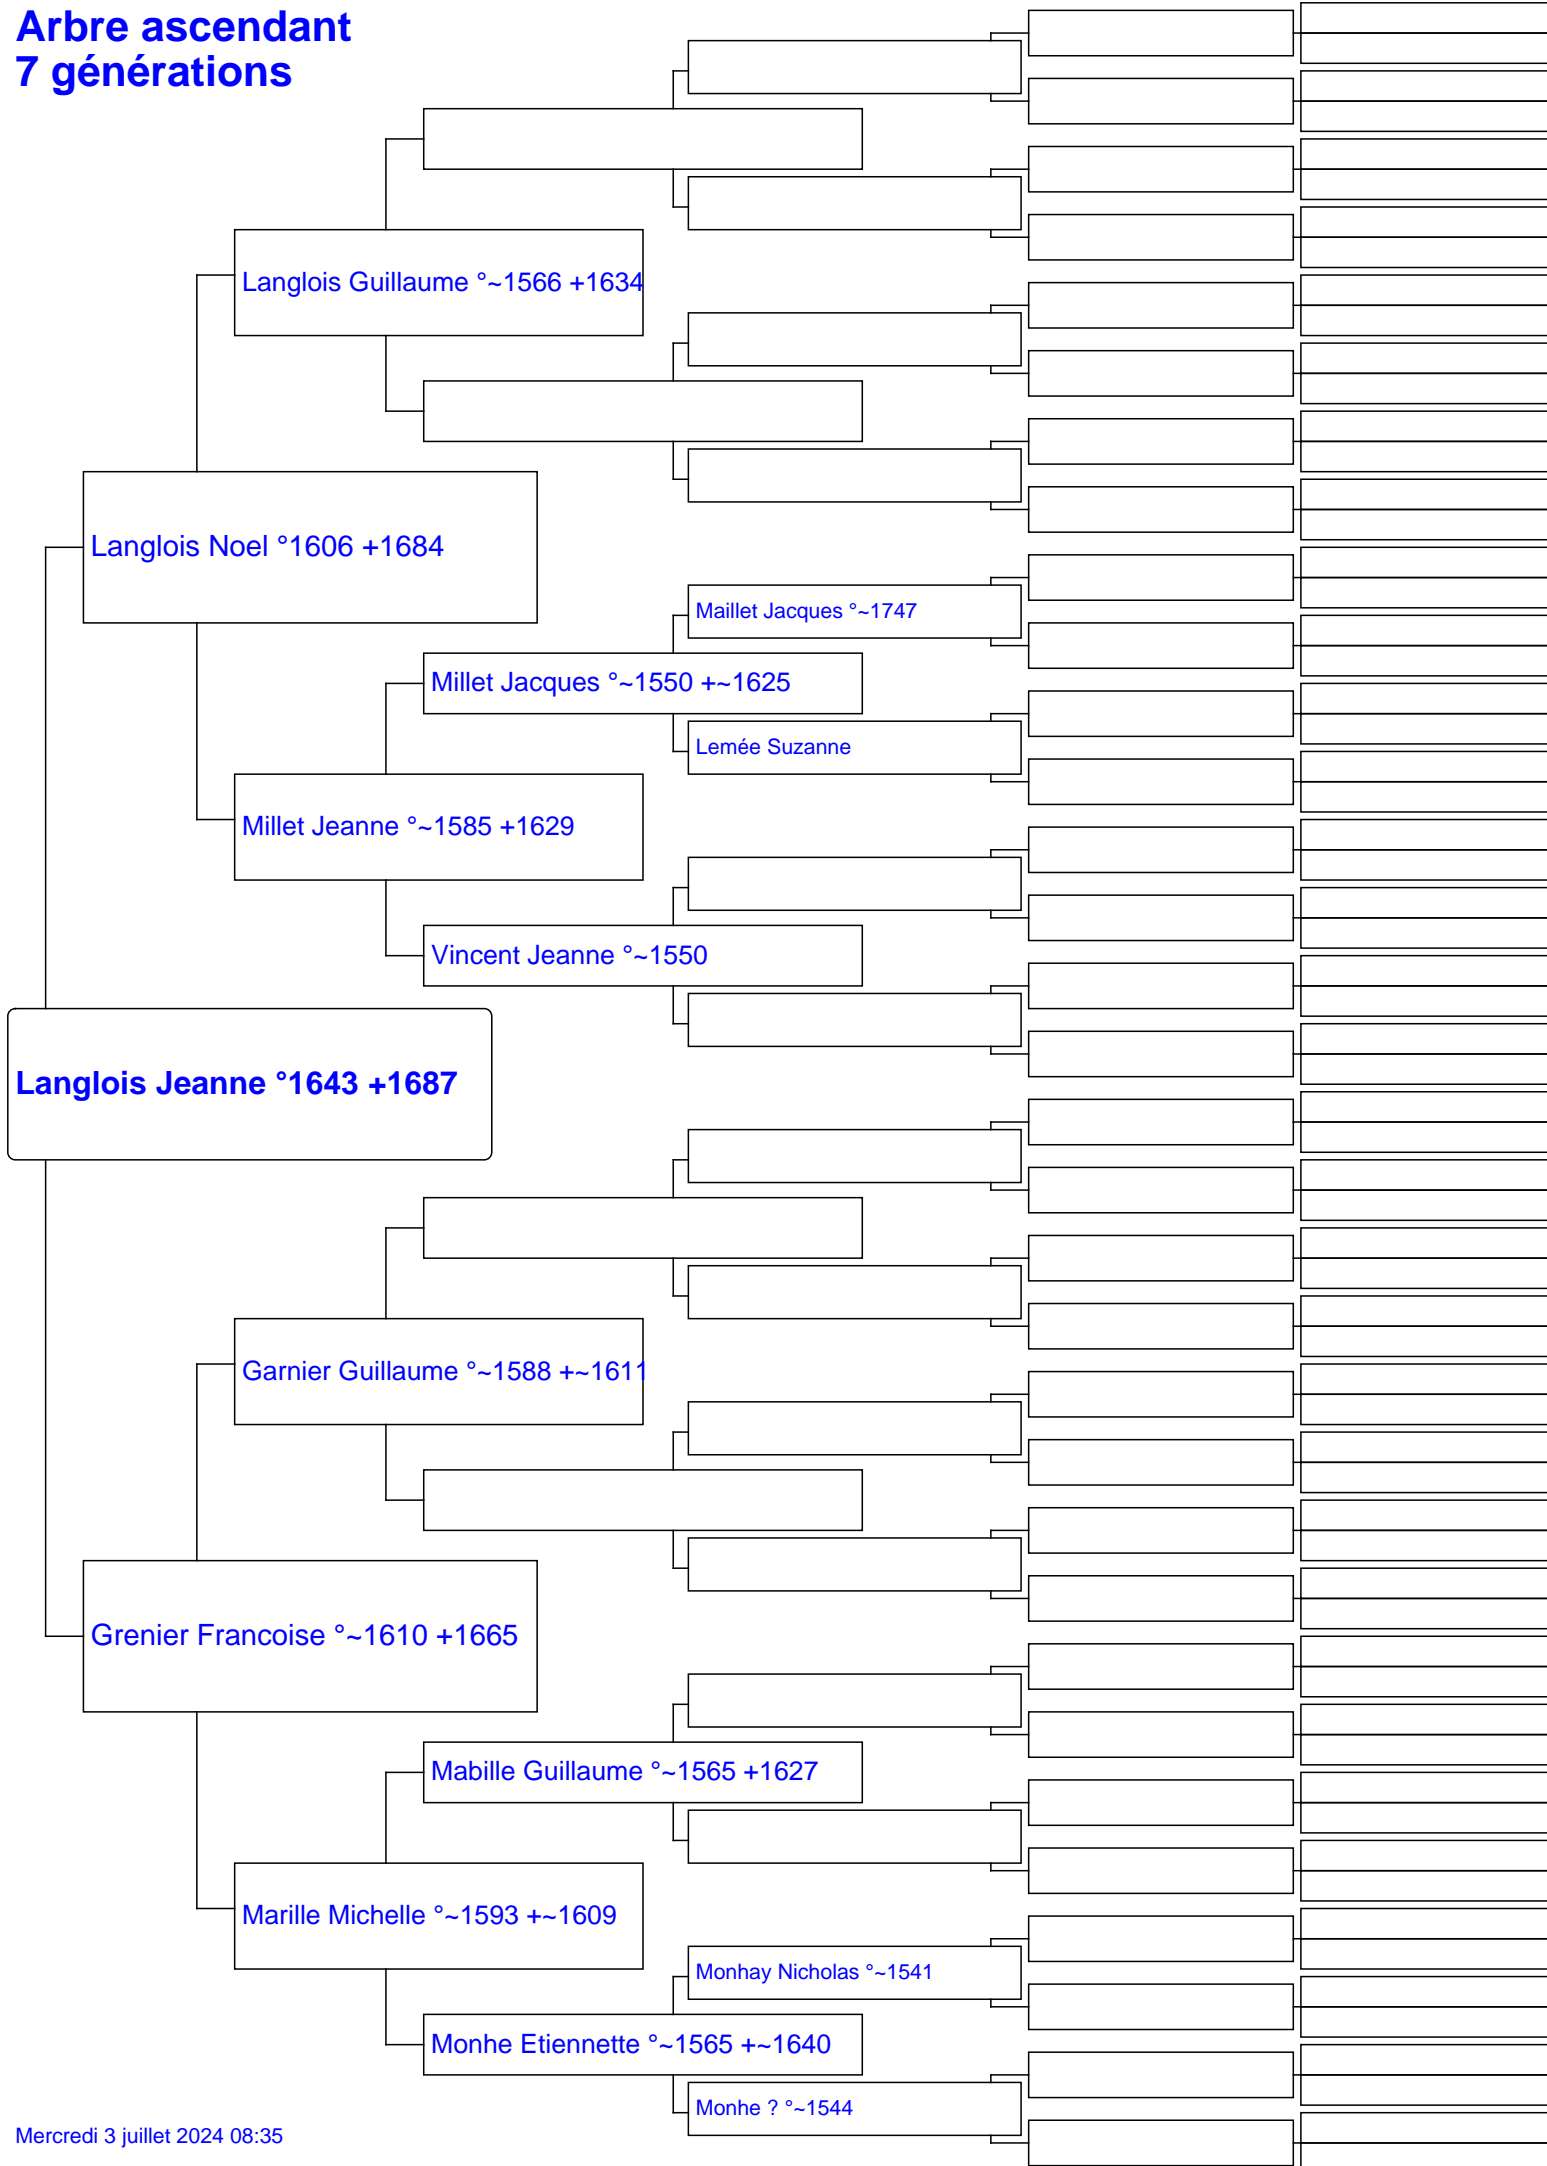 Arbre ascendant
7 générations
Langlois Guillaume °~1566 +1634
Langlois Noel °1606 +1684
Maillet Jacques °~1747
Millet Jacques °~1550 +~1625
Lemée Suzanne
Millet Jeanne °~1585 +1629
Vincent Jeanne °~1550
Langlois Jeanne °1643 +1687
Garnier Guillaume °~1588 +~1611
Grenier Francoise °~1610 +1665
Mabille Guillaume °~1565 +1627
Marille Michelle °~1593 +~1609
Monhay Nicholas °~1541
Monhe Etiennette °~1565 +~1640
Monhe ? °~1544
Mercredi 3 juillet 2024 08:35